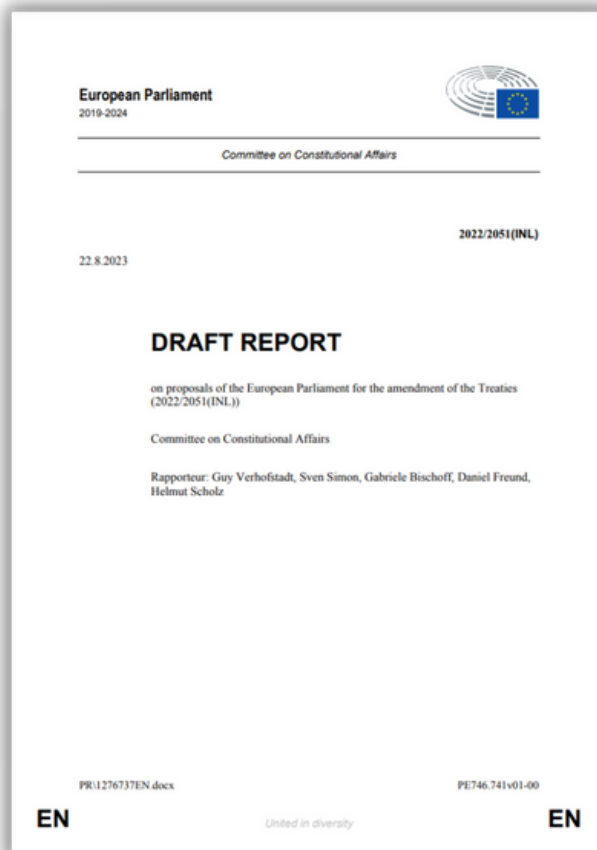 European Parliament
2019-2024
Committee on Constitutional Affairs
2022/2051(INL)
22.8.2023
DRAFT REPORT
on proposals of the European Parliament for the amendment of the Treaties
(2022/2051(INL))
Committee on Constitutional Affairs
Rapporteur: Guy Verhofstadt, Sven Simon, Gabriele Bischoff, Daniel Freund,
Helmut Scholz
PR\1276737EN.docx
PE746.741v01-00
EN
United in diversity
EN